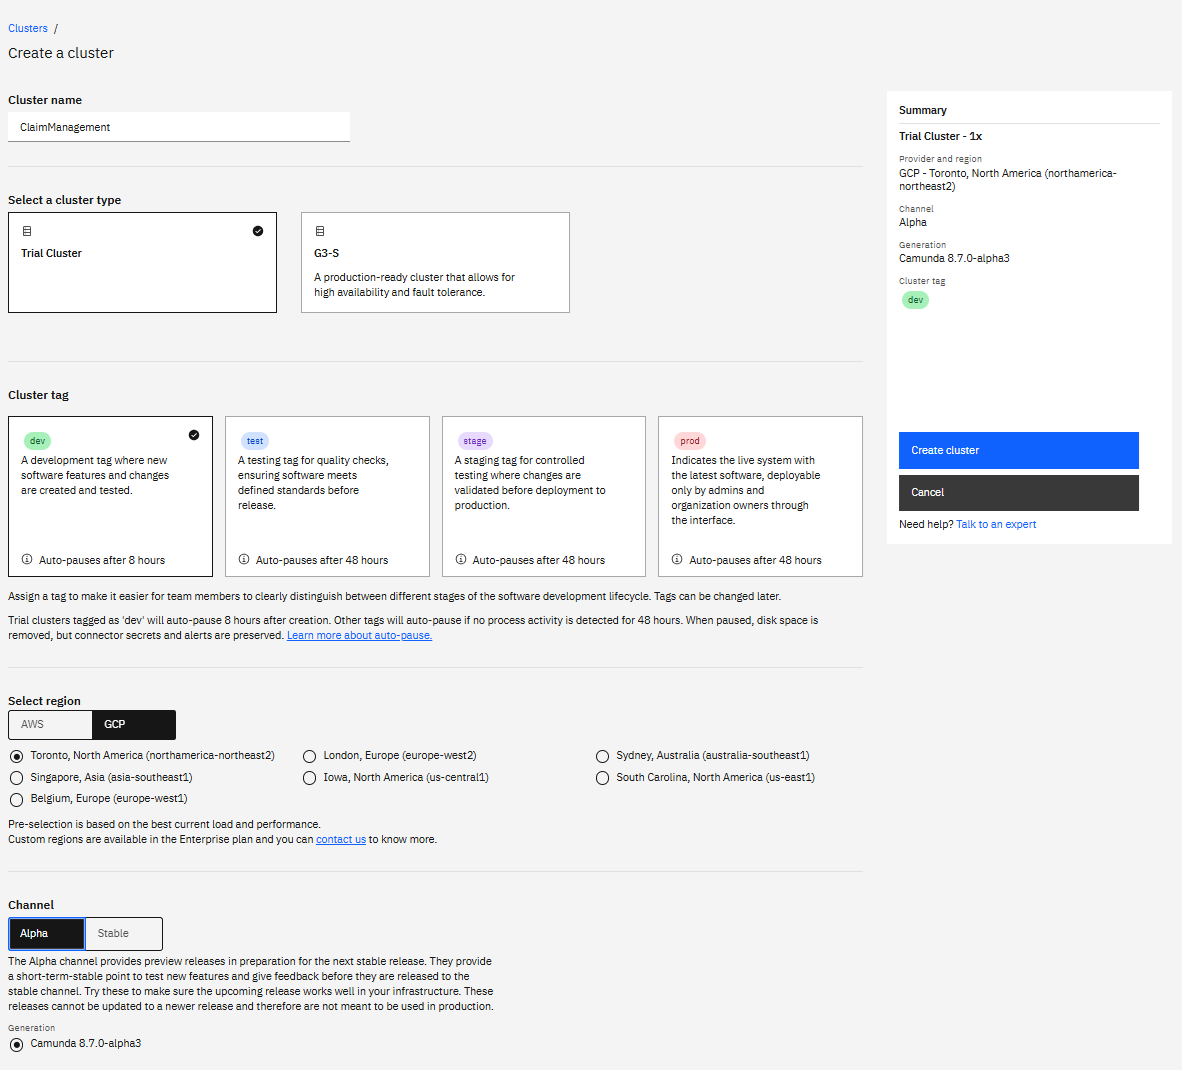 Clusters /
Create a cluster
Cluster name
ClaimManagement
Select a cluster type
Trial Cluster
G3-S
A production-ready cluster that allows for
high availability and fault tolerance.
Cluster tag
dev
A development tag where new
software features and changes
are created and tested.
Auto-pauses after 8 hours
test
A testing tag for quality checks,
ensuring software meets
defined standards before
release.
Auto-pauses after 48 hours
stage
A staging tag for controlled
testing where changes are
validated before deployment to
production.
Auto-pauses after 48 hours
prod
Indicates the live system with
the latest software, deployable
only by admins and
organization owners through
the interface.
Auto-pauses after 48 hours
Assign a tag to make it easier for team members to clearly distinguish between different stages of the software development lifecycle. Tags can be changed later.
Trial clusters tagged as 'dev' will auto-pause 8 hours after creation. Other tags will auto-pause if no process activity is detected for 48 hours. When paused, disk space is
removed, but connector secrets and alerts are preserved. Learn more about auto-pause.
Select region
AWS GCP
Toronto, North America (northamerica-northeast2)
London, Europe (europe-west2)
Sydney, Australia (australia-southeast1)
Singapore, Asia (asia-southeast1)
Iowa, North America (us-central1)
South Carolina, North America (us-east1)
Belgium, Europe (europe-west1)
Pre-selection is based on the best current load and performance.
Custom regions are available in the Enterprise plan and you can contact us to know more.
Channel
Alpha Stable
The Alpha channel provides preview releases in preparation for the next stable release. They provide
a short-term-stable point to test new features and give feedback before they are released to the
stable channel. Try these to make sure the upcoming release works well in your infrastructure. These
releases cannot be updated to a newer release and therefore are not meant to be used in production.
Generation
Camunda 8.7.0-alpha3
Summary
Trial Cluster - 1x
Provider and region
GCP - Toronto, North America (northamerica-
northeast2)
Channel
Alpha
Generation
Camunda 8.7.0-alpha3
Cluster tag
dev
Create cluster
Cancel
Need help? Talk to an expert